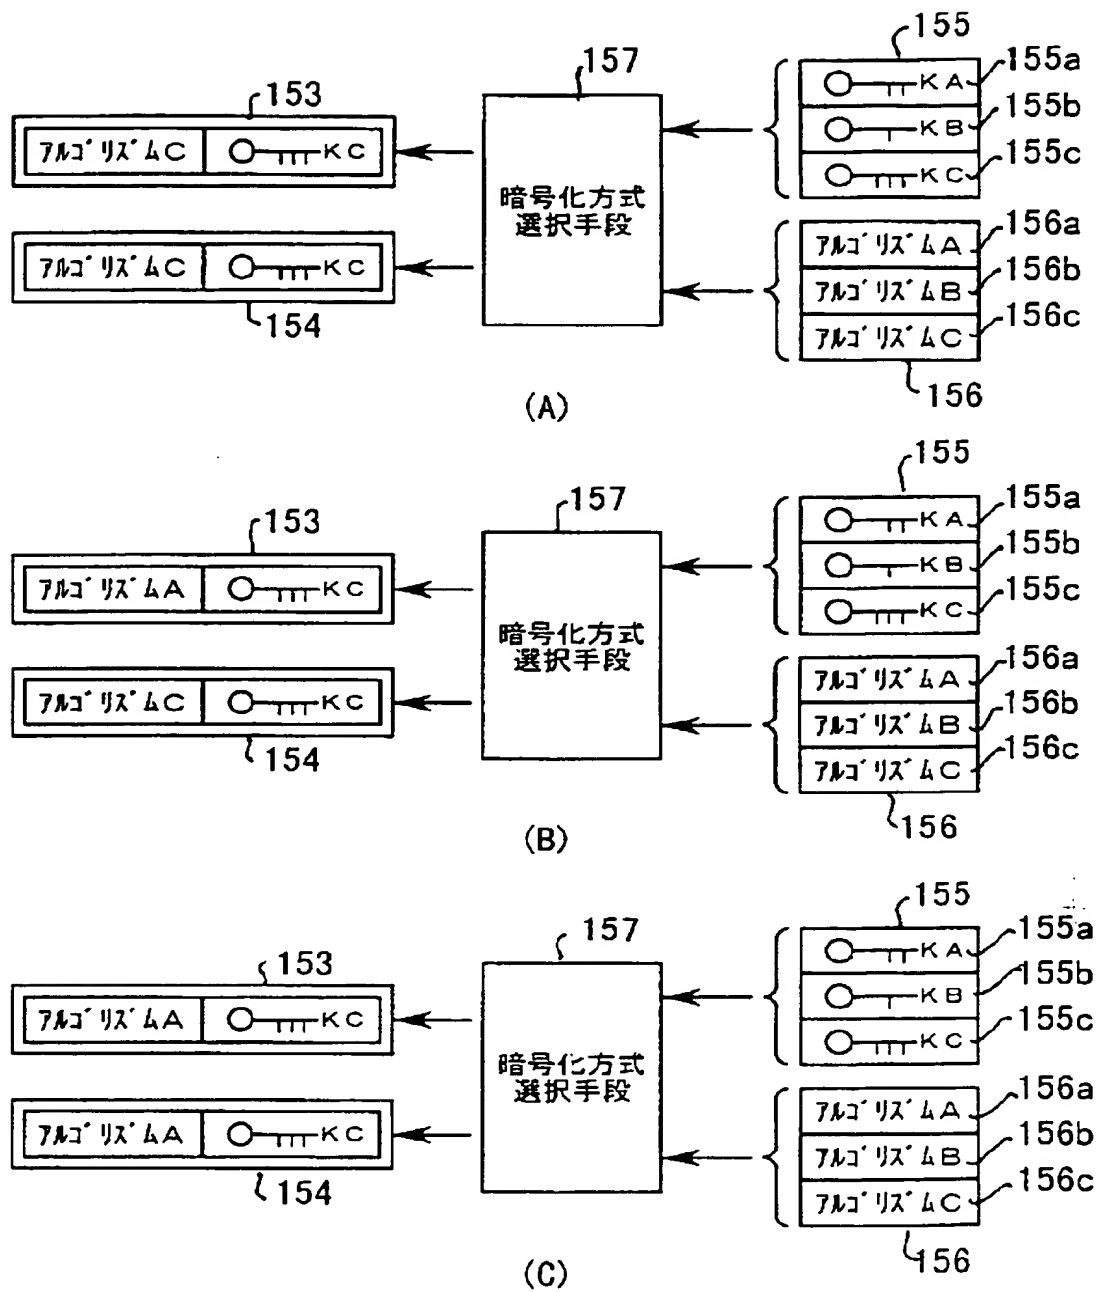 155
157
155a
KA
153
155b
KB
アルゴリズムC
KC
155c
KC
暗号化方式
選択手段
156a
アルゴリズムA
アルゴリズムC
KC
156b
アルゴリズムB
154
156c
アルゴリズムC
156
(A)
155
157
155a
KA
153
155b
KB
アルゴリズムA
KC
155c
KC
暗号化方式
選択手段
156a
アルゴリズムA
アルゴリズムC
KC
156b
アルゴリズムB
154
156c
アルゴリズムC
156
(B)
155
157
155a
KA
153
155b
KB
アルゴリズムA
KC
155c
KC
暗号化方式
選択手段
156a
アルゴリズムA
アルゴリズムA
KC
156b
アルゴリズムB
154
156c
アルゴリズムC
156
(C)